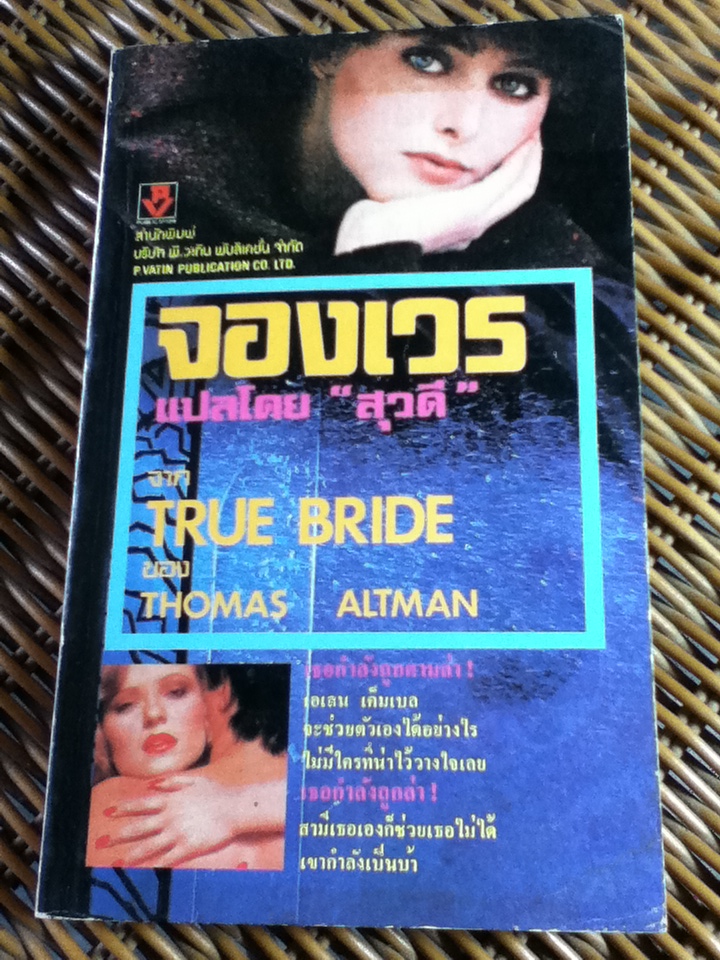 สำนักพิมพ์
บริษัท พี.วาทิน พับลิเคชั่น จำกัด
P.VATIN PUBLICATION CO. LTD.
จองเวร
แปลโดย “สุวดี”
จาก
TRUE BRIDE
ของ
THOMAS ALTMAN
เธอกำลังถูกตามล่า!
เอเลน เค็มเบล
จะช่วยตัวเองได้อย่างไร
ไม่มีใครที่น่าไว้วางใจเลย
เธอกำลังถูกล่า!
สามีเธอเองก็ช่วยเธอไม่ได้
เขากำลังเป็นบ้า